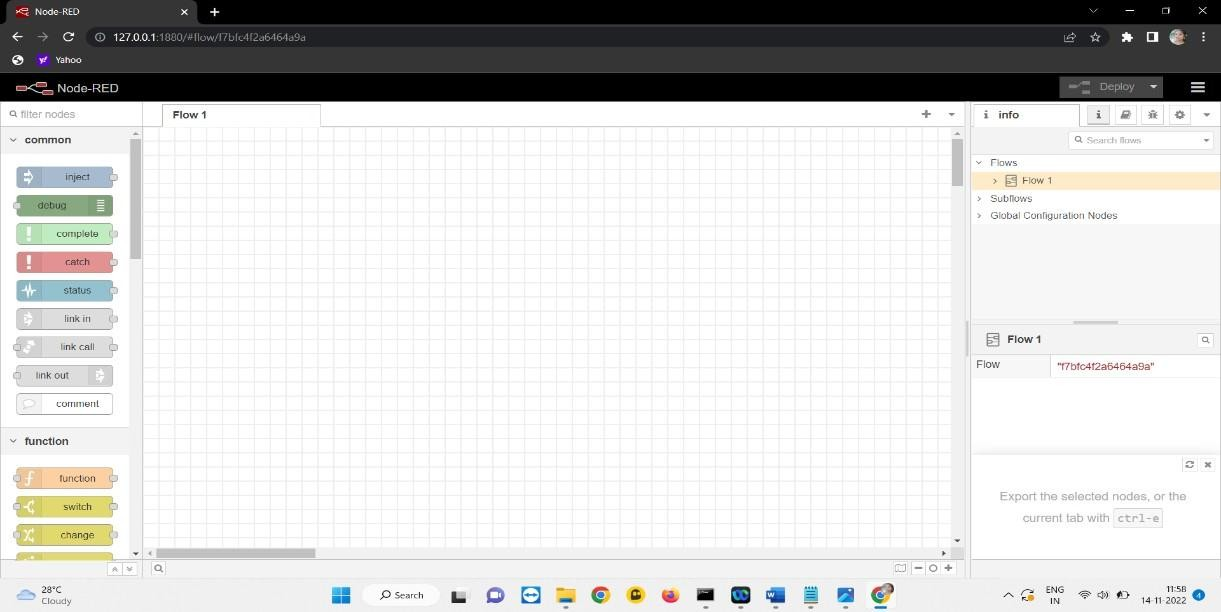 Node-RED
127.0.0.1:1880/#flow/f7bfc4f2a6464a9a
Yahoo
Node-RED
Deploy
filter nodes
Flow 1
info
common
Search flows
Flows
inject
Flow 1
debug
Subflows
Global Configuration Nodes
complete
catch
status
link in
link call
Flow 1
link out
Flow
"f7bfc4f2a6464a9a"
comment
function
function
Export the selected nodes, or the
current tab with ctrl-e
switch
change
28°C
Cloudy
Search
ENG
IN
11:58
14-11-2022
4